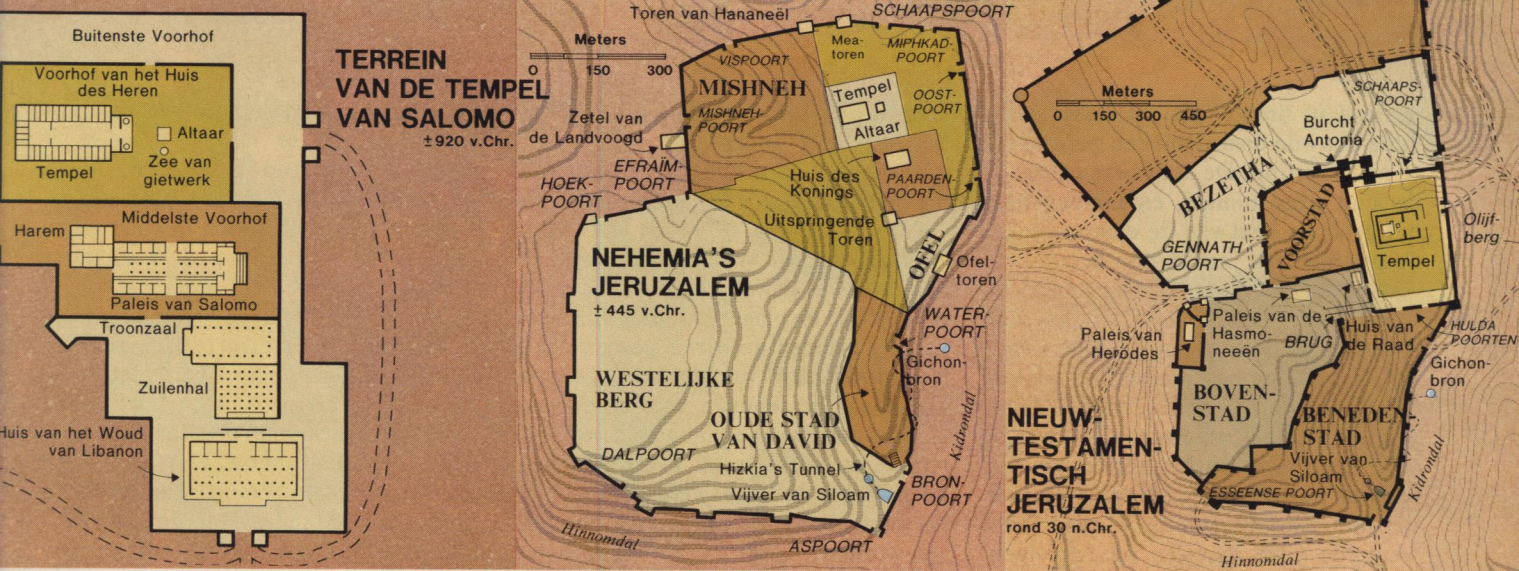 Buitenste Voorhof
Voorhof van het Huis
des Heren
Altaar
Zee van
gietwerk
Tempel
TERREIN
VAN DE TEMPEL
VAN SALOMO
± 920 v.Chr.
Middelste Voorhof
Harem
Paleis van Salomo
Troonzaal
Zuilenhal
Huis van het Woud
van Libanon
Toren van Hananeël
SCHAAPSPOORT
Meters
0 150 300
Mea-
toren
MIPHKAD-
POORT
VISPOORT
MISHNEH
MISHNEH-
POORT
Tempel
Altaar
OOST-
POORT
Zetel van
de Landvoogd
EFRAÏM-
POORT
HOEK-
POORT
Huis des
Konings
PAARDEN-
POORT
Uitspringende
Toren
OFEL
Ofel-
toren
NEHEMIA'S
JERUZALEM
± 445 v.Chr.
WATER-
POORT
Gichon-
bron
WESTELIJKE
BERG
OUDE STAD
VAN DAVID
Kidrondal
DALPOORT
Hizkia's Tunnel
Vijver van Siloam
BRON-
POORT
ASPOORT
Hinnomdal
Meters
0 150 300 450
SCHAAPS-
POORT
Burcht
Antonia
BEZETHA
VOORSTAD
GENNATH
POORT
Tempel
Olijf-
berg
Paleis van
Herodes
Paleis van de
Hasmo-
neeën
BRUG
Huis van
de Raad
HULDA
POORTEN
Gichon-
bron
BOVEN-
STAD
BENEDEN
STAD
Vijver van
Siloam
ESSEENSE POORT
Kidrondal
Hinnomdal
NIEUW-
TESTAMEN-
TISCH
JERUZALEM
rond 30 n.Chr.